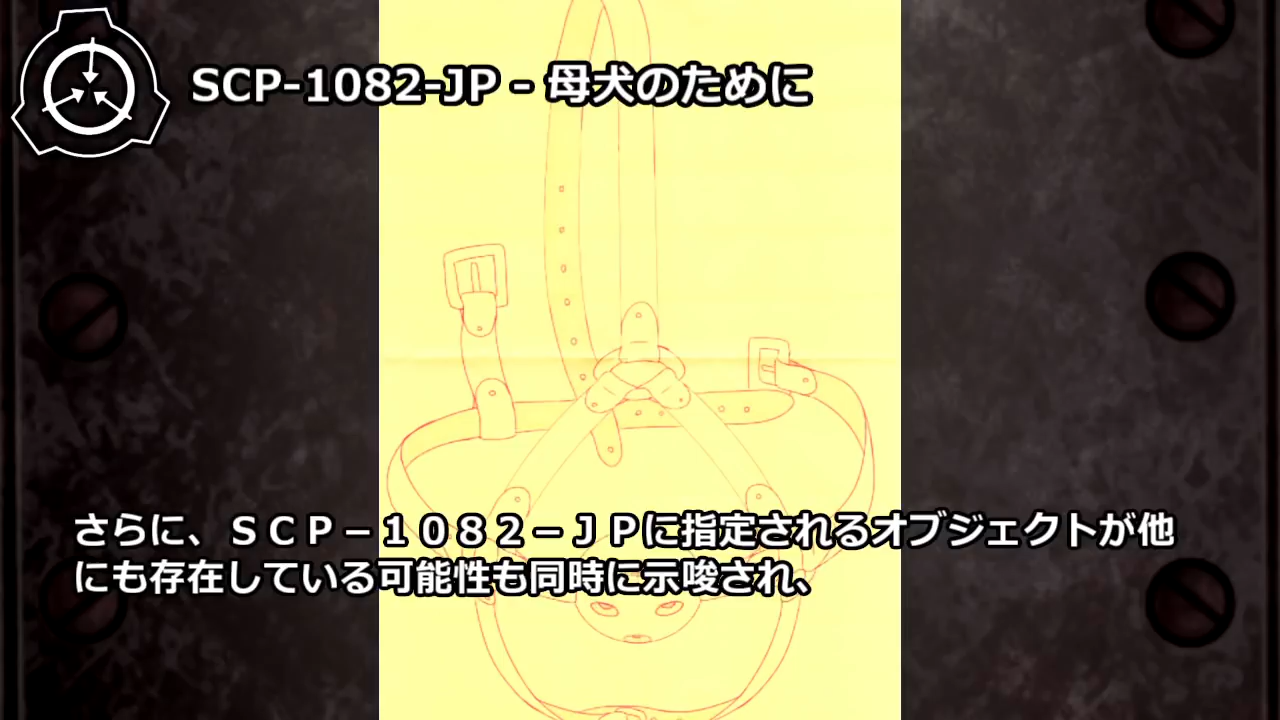 SCP-1082-JP - 母犬のために
さらに、ＳＣＰ－１０８２－ＪＰに指定されるオブジェクトが他
にも存在している可能性も同時に示唆され、